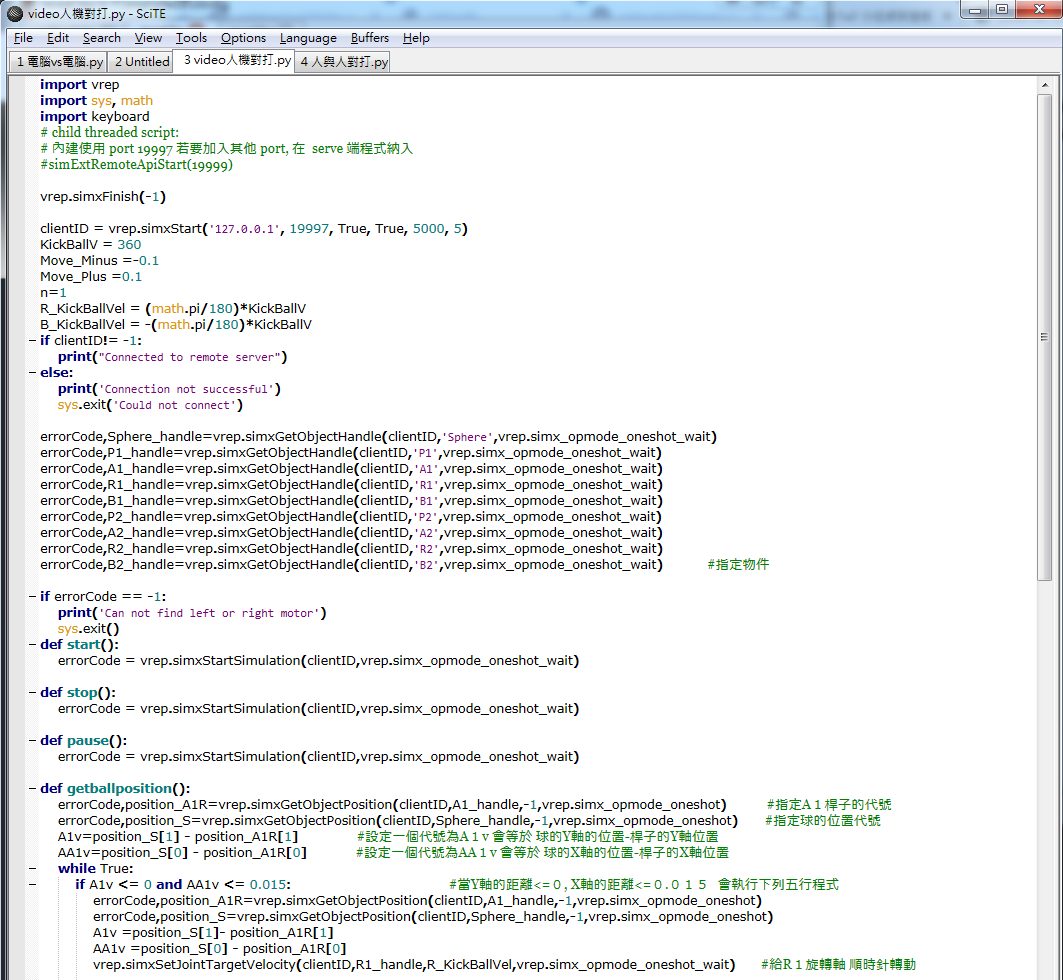 video人機對打.py - SciTE
File Edit Search View Tools Options Language Buffers Help
1 電腦vs電腦.py 2 Untitled 3 video人機對打.py 4 人與人對打.py
import vrep
import sys, math
import keyboard
# child threaded script:
# 內建使用 port 19997 若要加入其他 port, 在 serve 端程式納入
#simExtRemoteApiStart(19999)
vrep.simxFinish(-1)
clientID = vrep.simxStart('127.0.0.1', 19997, True, True, 5000, 5)
KickBallV = 360
Move_Minus =-0.1
Move_Plus =0.1
n=1
R_KickBallVel = (math.pi/180)*KickBallV
B_KickBallVel = -(math.pi/180)*KickBallV
if clientID!= -1:
print("Connected to remote server")
else:
print('Connection not successful')
sys.exit('Could not connect')
errorCode,Sphere_handle=vrep.simxGetObjectHandle(clientID,'Sphere',vrep.simx_opmode_oneshot_wait)
errorCode,P1_handle=vrep.simxGetObjectHandle(clientID,'P1',vrep.simx_opmode_oneshot_wait)
errorCode,A1_handle=vrep.simxGetObjectHandle(clientID,'A1',vrep.simx_opmode_oneshot_wait)
errorCode,R1_handle=vrep.simxGetObjectHandle(clientID,'R1',vrep.simx_opmode_oneshot_wait)
errorCode,B1_handle=vrep.simxGetObjectHandle(clientID,'B1',vrep.simx_opmode_oneshot_wait)
errorCode,P2_handle=vrep.simxGetObjectHandle(clientID,'P2',vrep.simx_opmode_oneshot_wait)
errorCode,A2_handle=vrep.simxGetObjectHandle(clientID,'A2',vrep.simx_opmode_oneshot_wait)
errorCode,R2_handle=vrep.simxGetObjectHandle(clientID,'R2',vrep.simx_opmode_oneshot_wait)
errorCode,B2_handle=vrep.simxGetObjectHandle(clientID,'B2',vrep.simx_opmode_oneshot_wait) #指定物件
if errorCode == -1:
print('Can not find left or right motor')
sys.exit()
def start():
errorCode = vrep.simxStartSimulation(clientID,vrep.simx_opmode_oneshot_wait)
def stop():
errorCode = vrep.simxStartSimulation(clientID,vrep.simx_opmode_oneshot_wait)
def pause():
errorCode = vrep.simxStartSimulation(clientID,vrep.simx_opmode_oneshot_wait)
def getballposition():
errorCode,position_A1R=vrep.simxGetObjectPosition(clientID,A1_handle,-1,vrep.simx_opmode_oneshot) #指定A１桿子的代號
errorCode,position_S=vrep.simxGetObjectPosition(clientID,Sphere_handle,-1,vrep.simx_opmode_oneshot) #指定球的位置代號
A1v=position_S[1] - position_A1R[1] #設定一個代號為A１v 會等於 球的Y軸的位置-桿子的Y軸位置
AA1v=position_S[0] - position_A1R[0] #設定一個代號為AA１v 會等於 球的X軸的位置-桿子的X軸位置
while True:
if A1v <= 0 and AA1v <= 0.015: #當Y軸的距離<=０, X軸的距離<=０.０１５ 會執行下列五行程式
errorCode,position_A1R=vrep.simxGetObjectPosition(clientID,A1_handle,-1,vrep.simx_opmode_oneshot)
errorCode,position_S=vrep.simxGetObjectPosition(clientID,Sphere_handle,-1,vrep.simx_opmode_oneshot)
A1v =position_S[1]- position_A1R[1]
AA1v =position_S[0] - position_A1R[0]
vrep.simxSetJointTargetVelocity(clientID,R1_handle,R_KickBallVel,vrep.simx_opmode_oneshot_wait) #給R１旋轉軸 順時針轉動